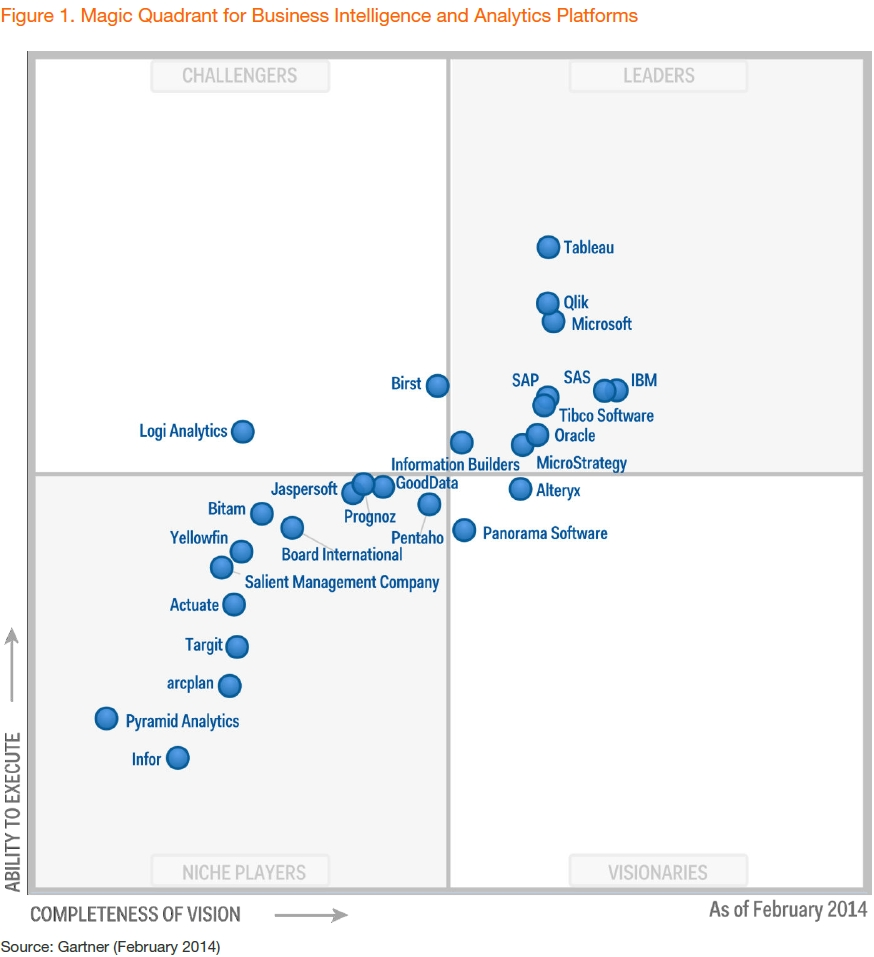 Figure 1. Magic Quadrant for Business Intelligence and Analytics Platforms
CHALLENGERS
LEADERS
Tableau
Qlik
Microsoft
Birst
SAP
SAS
IBM
Tibco Software
Logi Analytics
Oracle
Information Builders
MicroStrategy
Jaspersoft
GoodData
Alteryx
Bitam
Prognoz
Yellowfin
Pentaho
Panorama Software
Board International
Salient Management Company
Actuate
Targit
arcplan
Pyramid Analytics
Infor
ABILITY TO EXECUTE
NICHE PLAYERS
VISIONARIES
COMPLETENESS OF VISION
As of February 2014
Source: Gartner (February 2014)